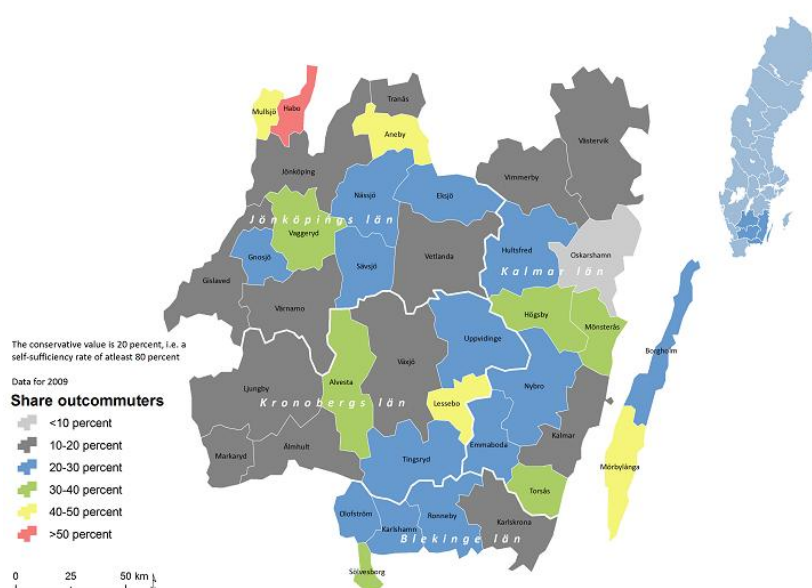 Tranås
Mullsjö
Habo
Aneby
Västervik
Jönköping
Vimmerby
Nässjö
Eksjö
Jönköpings län
Vaggeryd
Hultsfred
Oskarshamn
Gnosjö
Sävsjö
Vetlanda
Kalmar län
Gislaved
Värnamo
Högsby
Mönsterås
Uppvidinge
Borgholm
The conservative value is 20 percent, i.e. a
self-sufficiency rate of atleast 80 percent
Växjö
Data for 2009
Ljungby
Alvesta
Nybro
Share outcommuters
Kronobergs län
Lessebo
<10 percent
Kalmar
10-20 percent
Emmaboda
Markaryd
Älmhult
Tingsryd
Mörbylånga
20-30 percent
30-40 percent
Torsås
40-50 percent
Olofström
Karlshamn
Ronneby
Karlskrona
>50 percent
Blekinge län
Sölvesborg
0 25 50 km